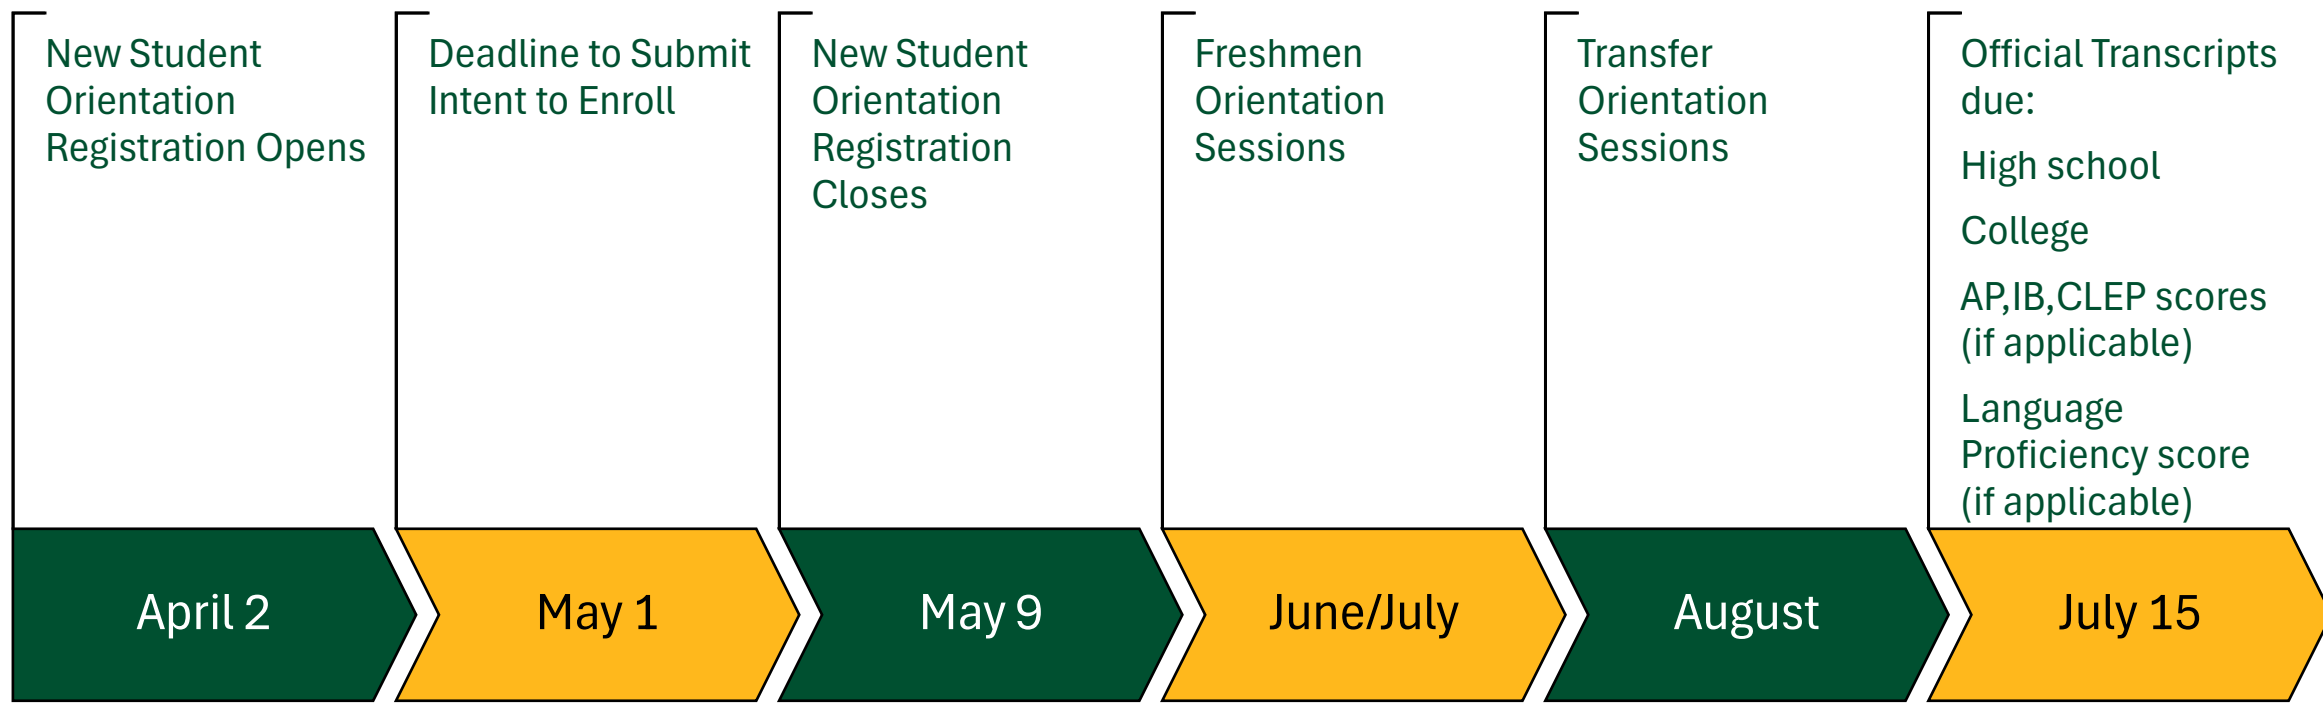 New Student
Orientation
Registration Opens
Deadline to Submit
Intent to Enroll
New Student
Orientation
Registration
Closes
Freshmen
Orientation
Sessions
Transfer
Orientation
Sessions
Official Transcripts
due:
High school
College
AP,IB,CLEP scores
(if applicable)
Language
Proficiency score
(if applicable)
April 2
May 1
May 9
June/July
August
July 15